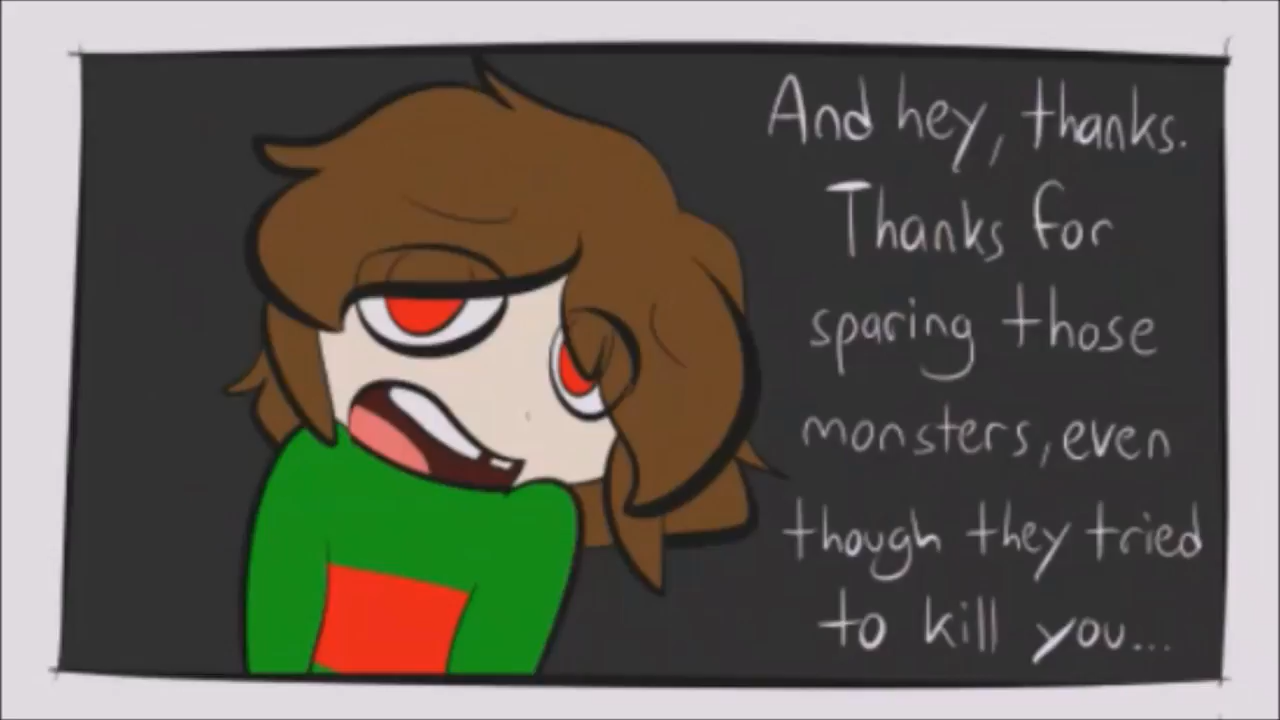 And hey, thanks.
Thanks for
sparing those
monsters, even
though they tried
to kill you...